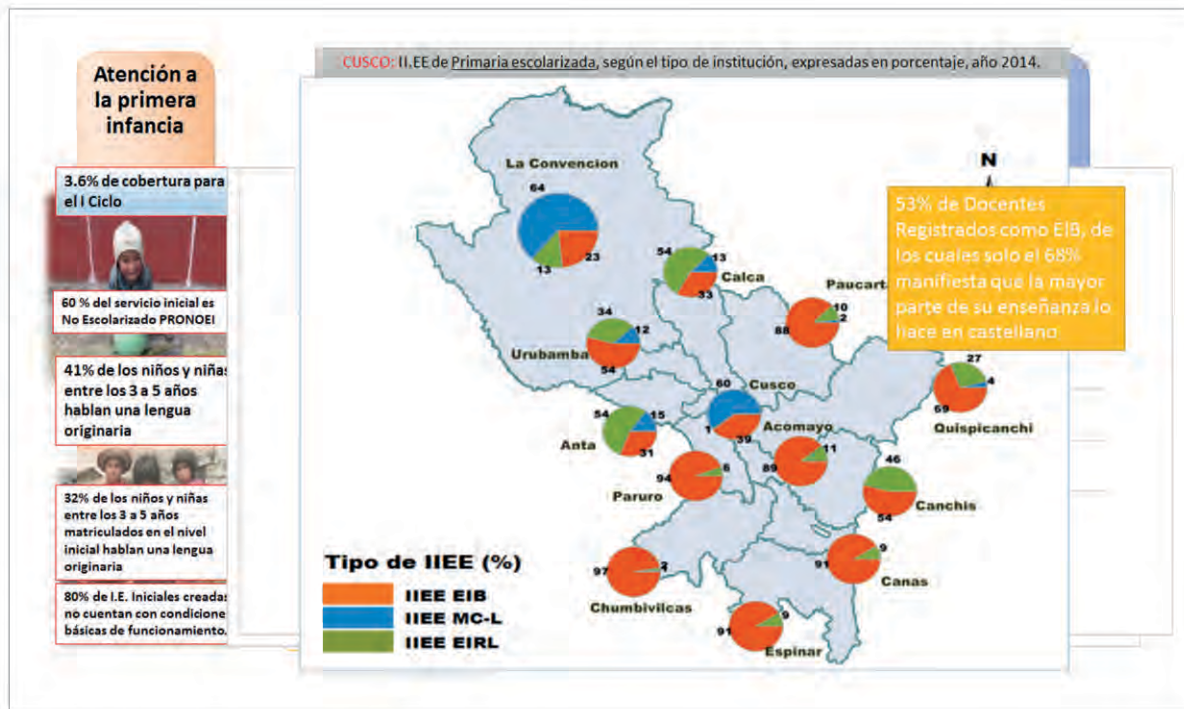 Atención a
la primera
infancia
3.6% de cobertura para
el I Ciclo
60 % del servicio inicial es
No Escolarizado PRONOEI
41% de los niños y niñas
entre los 3 a 5 años
hablan una lengua
originaria
32% de los niños y niñas
entre los 3 a 5 años
matriculados en el nivel
inicial hablan una lengua
originaria
80% de I.E. Iniciales creadas
no cuentan con condicione
básicas de funcionamiento.
CUSCO: II.EE de Primaria escolarizada, según el tipo de institución, expresadas en porcentaje, año 2014.
N
53% de Docentes
Registrados como EIB, de
los cuales solo el 68%
manifiesta que la mayor
parte de su enseñanza lo
hace en castellano
La Convencion
64
13
23
54
13
33
Calca
Paucart
10
2
88
34
12
54
Urubamba
27
4
69
Quispicanchi
Cusco
60
1
39
54
15
31
Anta
Acomayo
11
89
94
6
Paruro
46
54
Canchis
97
2
Chumbivilcas
9
91
Canas
9
91
Espinar
Tipo de IIEE (%)
IIEE EIB
IIEE MC-L
IIEE EIRL